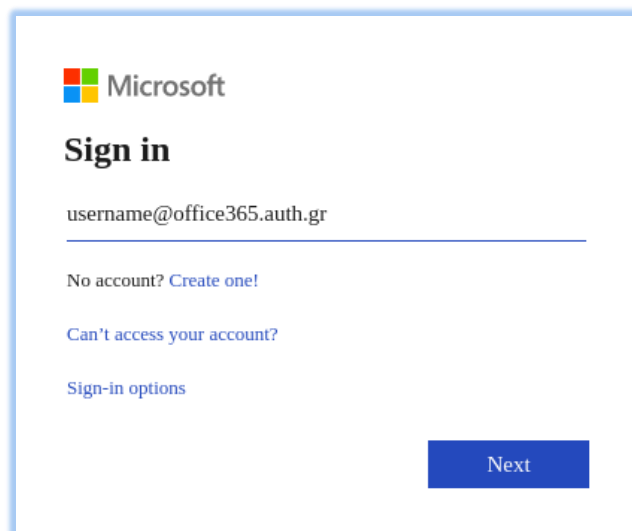 Microsoft
Sign in
username@office365.auth.gr
No account? Create one!
Can’t access your account?
Sign-in options
Next